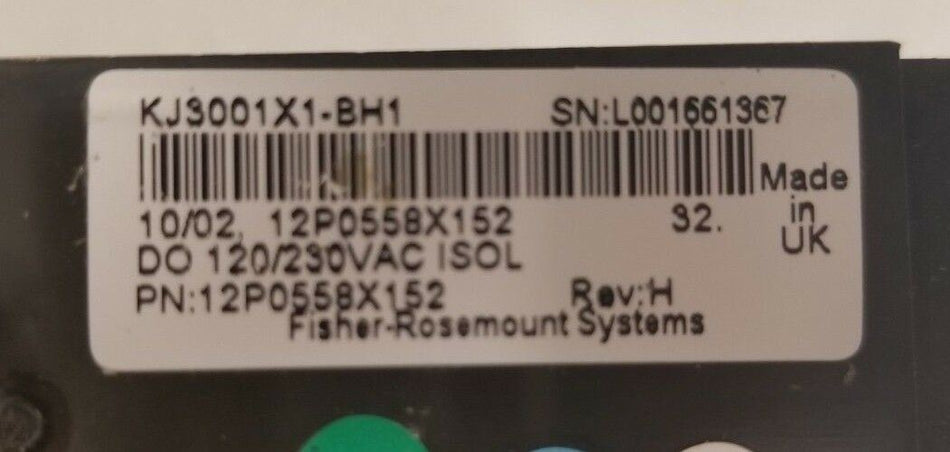 KJ3001X1-BH1 SN:L001661367
Made
in
UK
10/02, 12P0558X152 32.
DO 120/230VAC ISOL
PN:12P0558X152 Rev:H
Fisher-Rosemount Systems